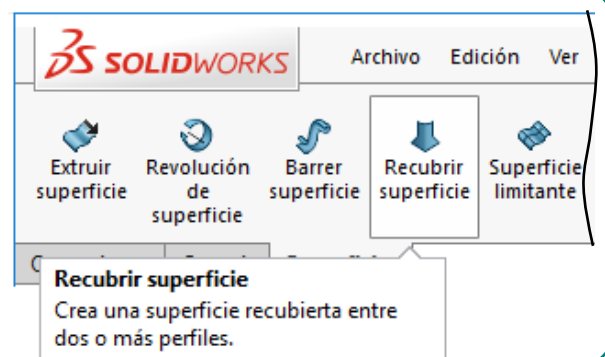 SOLIDWORKS
Archivo Edición Ver
Extruir superficie
Revolución de superficie
Barrer superficie
Recubrir superficie
Superficie limitante
Recubrir superficie
Crea una superficie recubierta entre
dos o más perfiles.